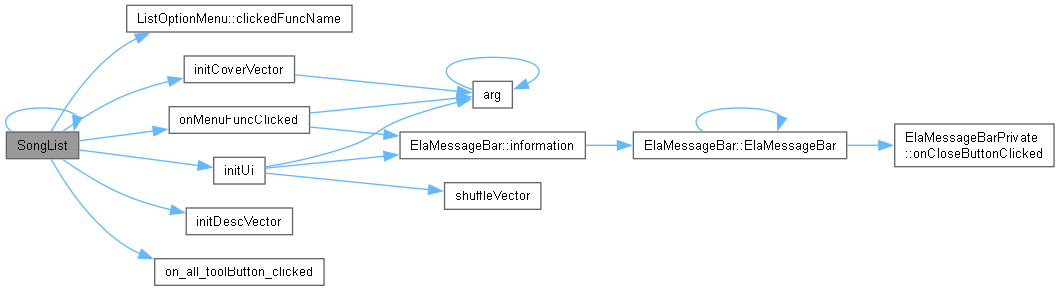 ListOptionMenu::clickedFuncName
initCoverVector
arg
onMenuFuncClicked
SongList
ElaMessageBar::information
ElaMessageBar::ElaMessageBar
ElaMessageBarPrivate
::onCloseButtonClicked
initUi
shuffleVector
initDescVector
on_all_toolButton_clicked